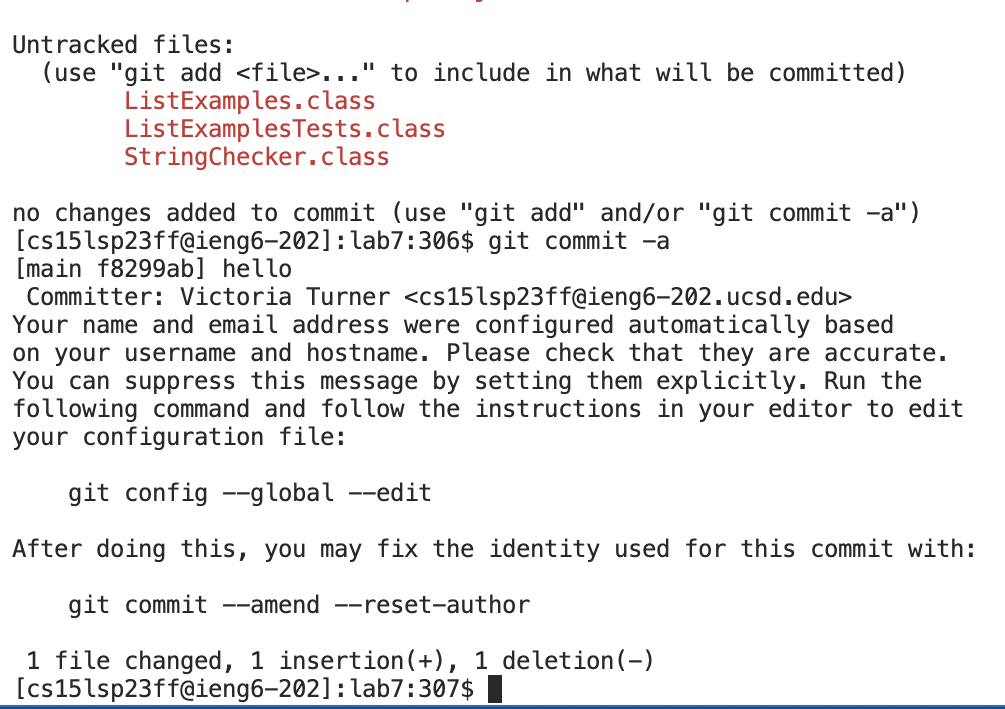 Untracked files:
  (use "git add <file>..." to include in what will be committed)
        ListExamples.class
        ListExamplesTests.class
        StringChecker.class

no changes added to commit (use "git add" and/or "git commit -a")
[cs15lsp23ff@ieng6-202]:lab7:306$ git commit -a
[main f8299ab] hello
 Committer: Victoria Turner <cs15lsp23ff@ieng6-202.ucsd.edu>
Your name and email address were configured automatically based
on your username and hostname. Please check that they are accurate.
You can suppress this message by setting them explicitly. Run the
following command and follow the instructions in your editor to edit
your configuration file:

    git config --global --edit

After doing this, you may fix the identity used for this commit with:

    git commit --amend --reset-author

 1 file changed, 1 insertion(+), 1 deletion(-)
[cs15lsp23ff@ieng6-202]:lab7:307$